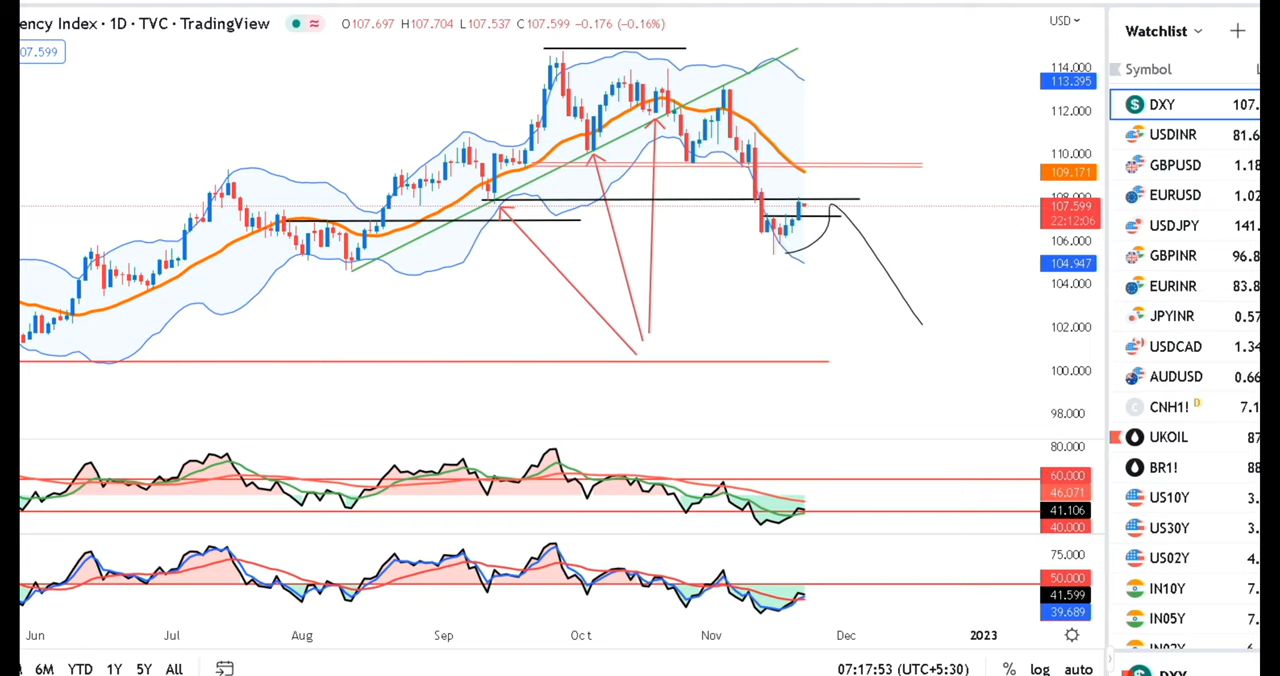 ency Index · 1D · TVC · TradingView O107.697 H107.704 L107.537 C107.599 −0.176 (−0.16%)
07.599
USD
114.000
113.395
112.000
110.000
109.171
108.000
107.599
22:12:06
106.000
104.947
104.000
102.000
100.000
98.000
80.000
60.000
46.071
41.106
40.000
75.000
50.000
41.599
39.689
Jun Jul Aug Sep Oct Nov Dec 2023
6M YTD 1Y 5Y All 07:17:53 (UTC+5:30) % log auto
Watchlist
Symbol L
DXY 107.
USDINR 81.6
GBPUSD 1.18
EURUSD 1.02
USDJPY 141.
GBPINR 96.8
EURINR 83.8
JPYINR 0.57
USDCAD 1.34
AUDUSD 0.66
CNH1! D 7.1
UKOIL 87
BR1! 88
US10Y 3.
US30Y 3.
US02Y 4.
IN10Y 7.
IN05Y 7.
DXY